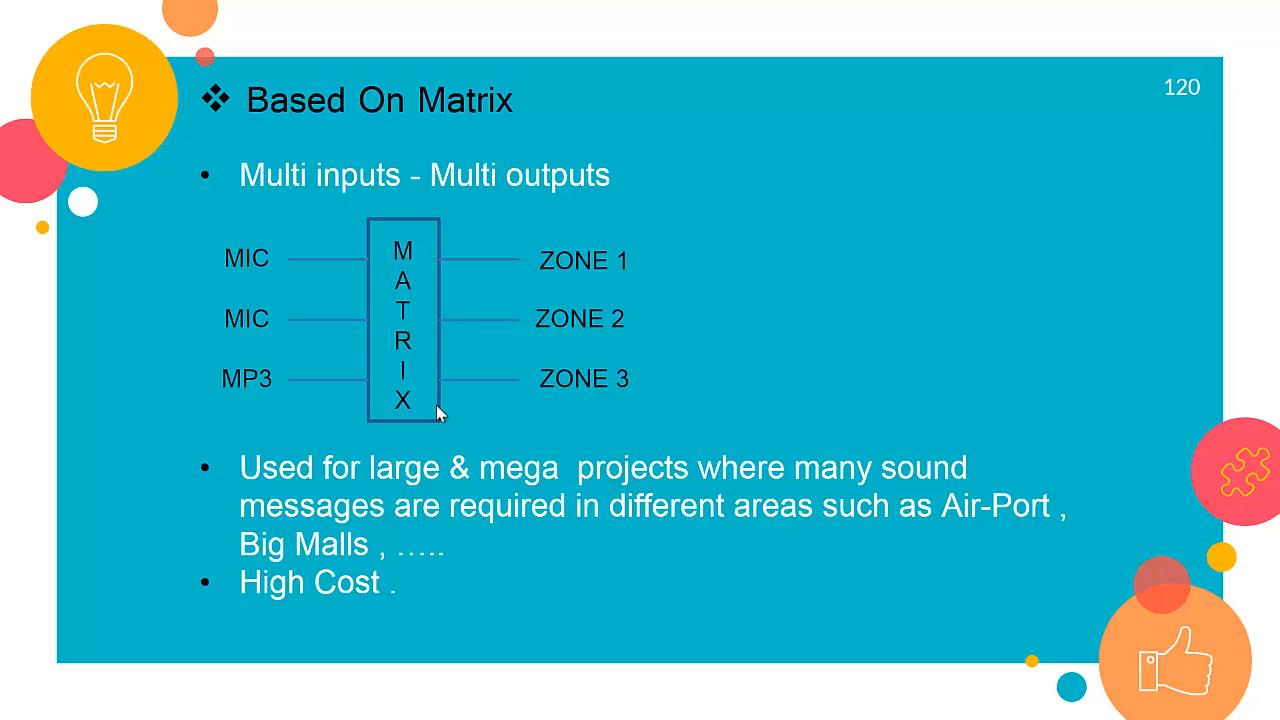 120
❖ Based On Matrix
• Multi inputs - Multi outputs
MIC
MIC
MP3
M
A
T
R
I
X
ZONE 1
ZONE 2
ZONE 3
• Used for large & mega projects where many sound
messages are required in different areas such as Air-Port ,
Big Malls , …..
• High Cost .